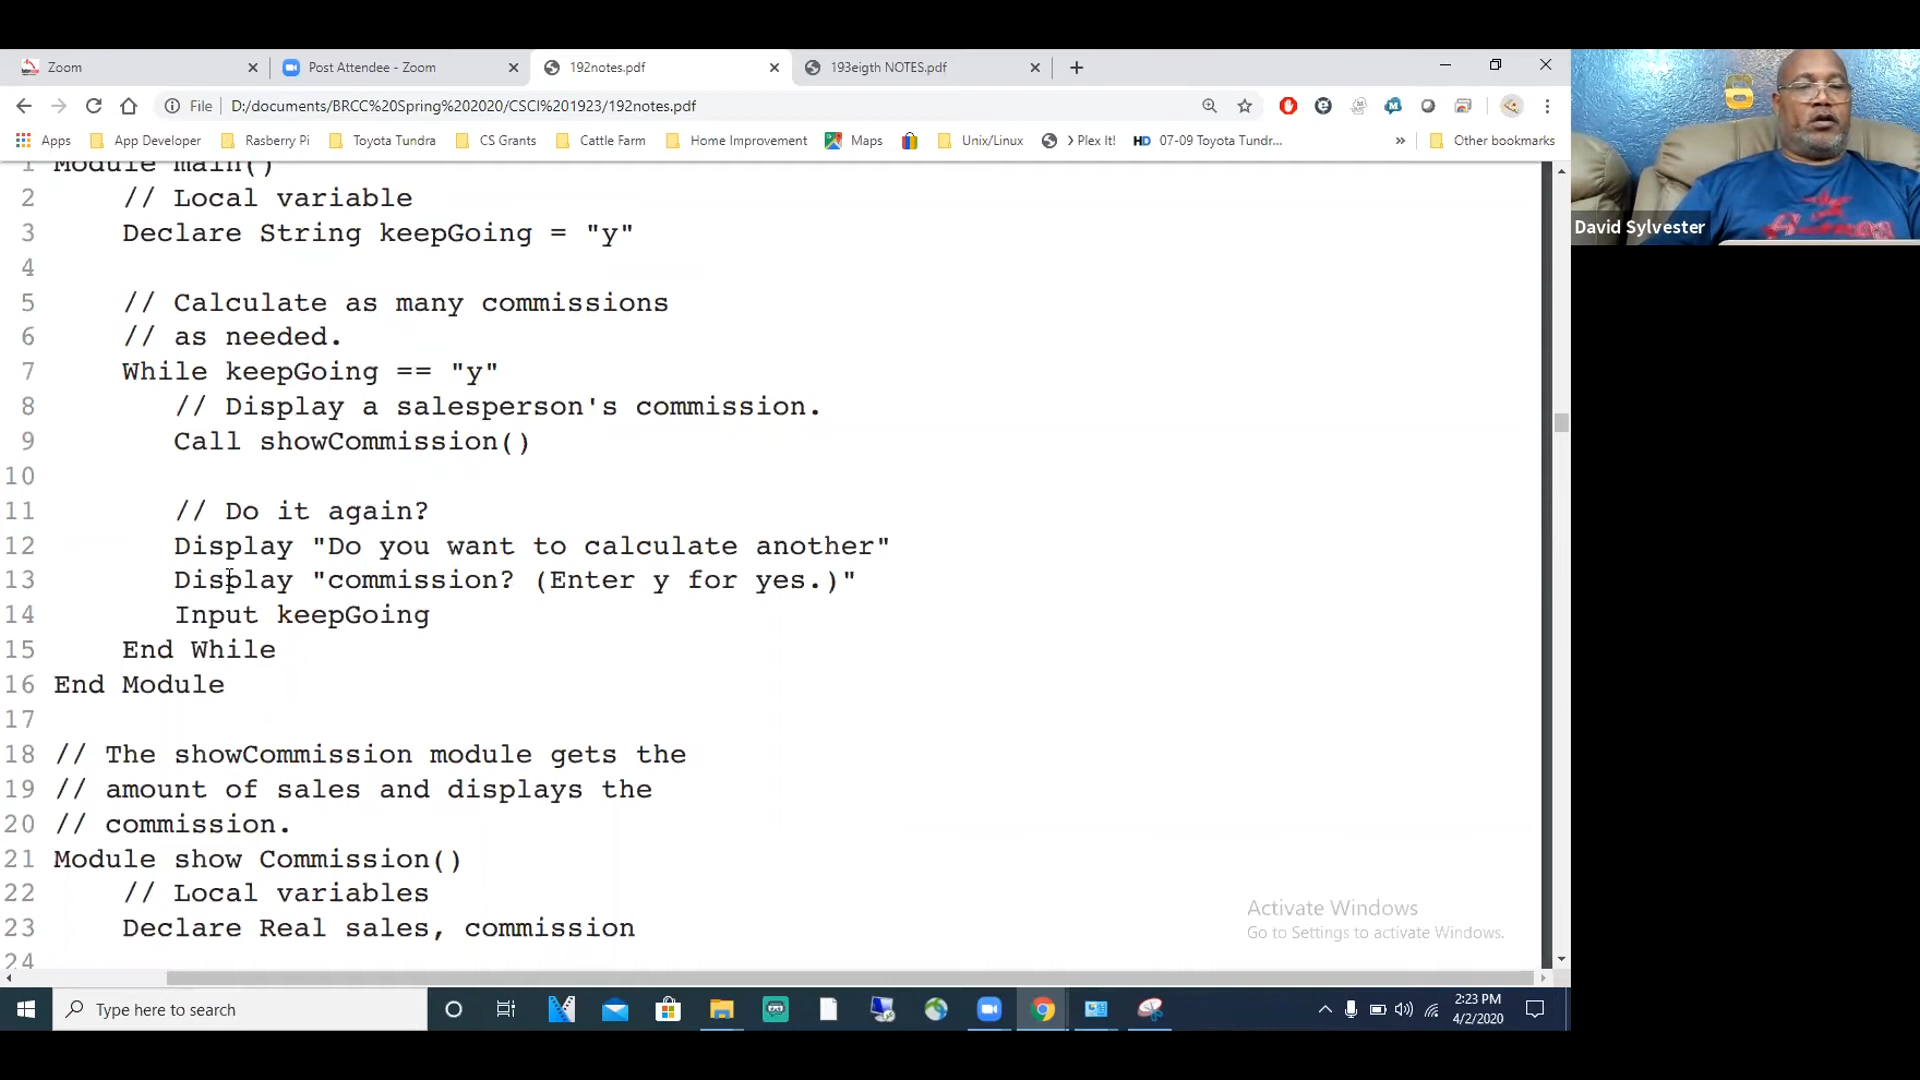 Zoom
Post Attendee - Zoom
192notes.pdf
193eigth NOTES.pdf
File D:/documents/BRCC%20Spring%202020/CSCI%201923/192notes.pdf
Apps App Developer Rasberry Pi Toyota Tundra CS Grants Cattle Farm Home Improvement Maps Unix/Linux > Plex It! HD 07-09 Toyota Tundr... » Other bookmarks
1 Module main()
2 // Local variable
3 Declare String keepGoing = "y"
4
5 // Calculate as many commissions
6 // as needed.
7 While keepGoing == "y"
8 // Display a salesperson's commission.
9 Call showCommission()
10
11 // Do it again?
12 Display "Do you want to calculate another"
13 Display "commission? (Enter y for yes.)"
14 Input keepGoing
15 End While
16 End Module
17
18 // The showCommission module gets the
19 // amount of sales and displays the
20 // commission.
21 Module show Commission()
22 // Local variables
23 Declare Real sales, commission
24
Activate Windows
Go to Settings to activate Windows.
Type here to search
2:23 PM
4/2/2020
David Sylvester